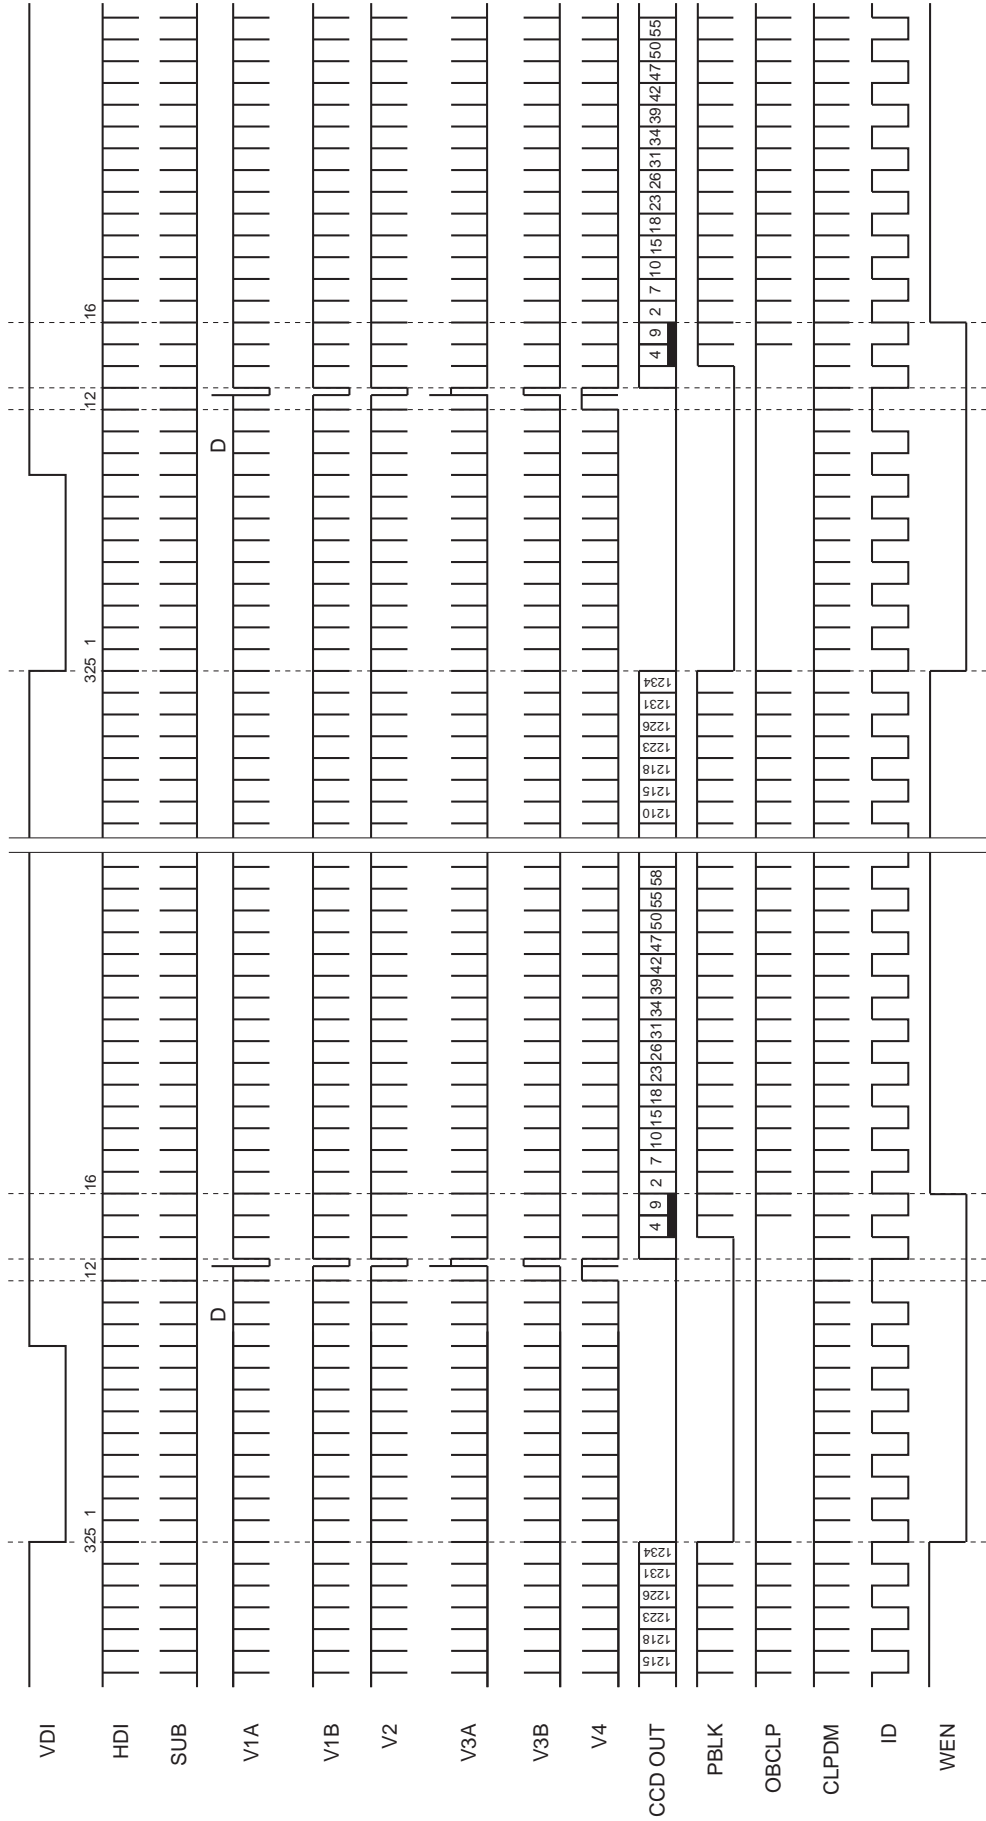 VDI
HDI
SUB
V1A
V1B
V2
V3A
V3B
V4
CCD OUT
PBLK
OBCLP
CLPDM
ID
WEN
325 1 12 16 325 1 12 16
D D
1215 1218 1223 1226 1231 1234 4 9 2 7 10 15 18 23 26 31 34 39 42 47 50 55 58 1210 1215 1218 1223 1226 1231 1234 4 9 2 7 10 15 18 23 26 31 34 39 42 47 50 55